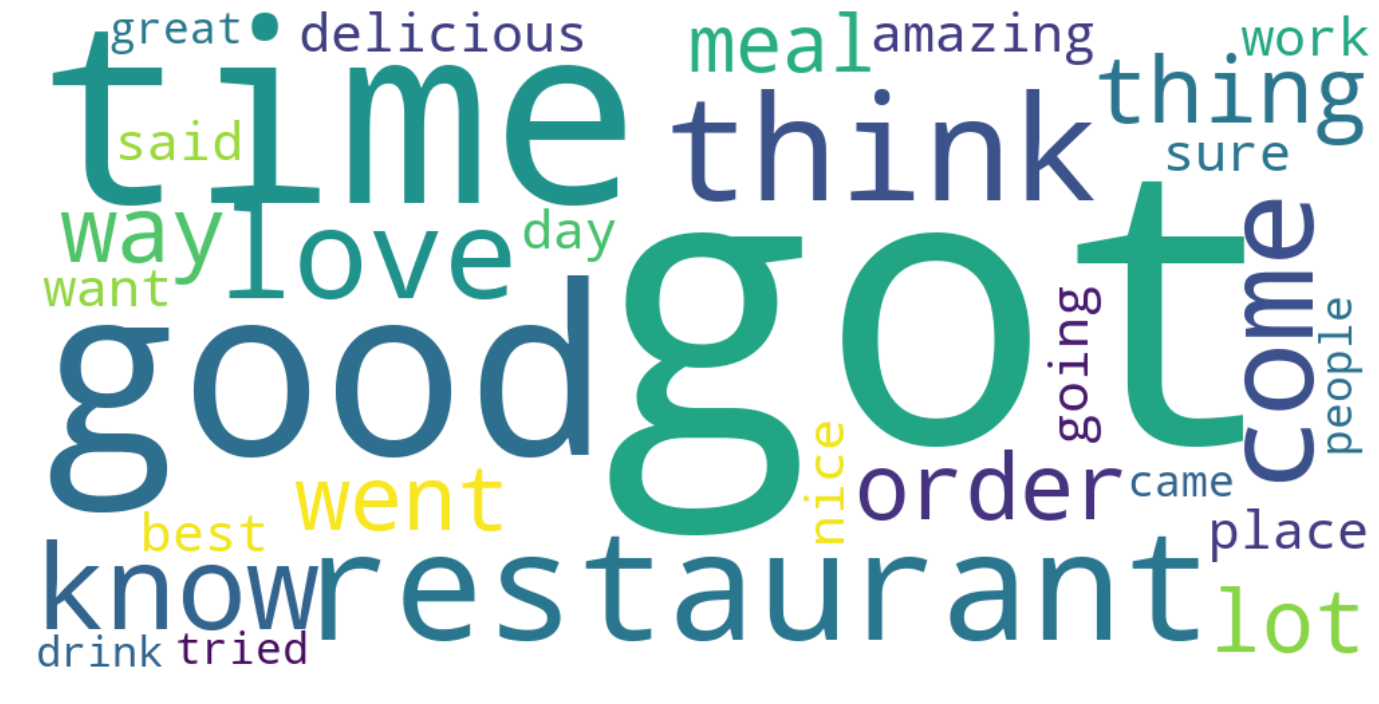 great
delicious
meal
amazing
work
time
think
thing
said
sure
way
love
day
got
come
want
good
going
people
nice
went
order
came
best
place
know
restaurant
lot
drink
tried